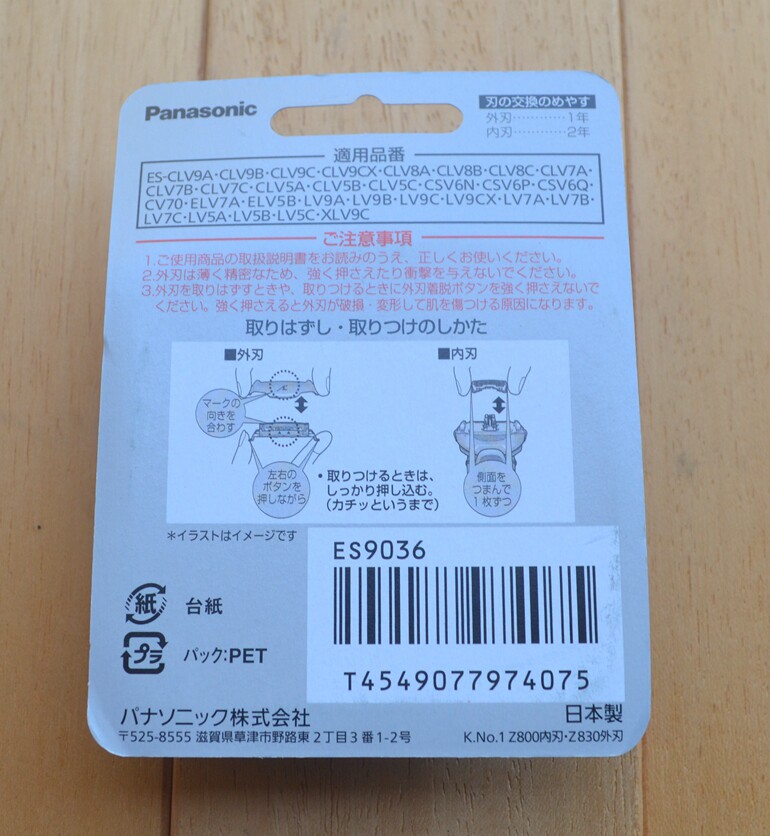 Panasonic
刃の交換のめやす
外刃…………1年
内刃…………2年
適用品番
ES-CLV9A・CLV9B・CLV9C・CLV9CX・CLV8A・CLV8B・CLV8C・CLV7A・
CLV7B・CLV7C・CLV5A・CLV5B・CLV5C・CSV6N・CSV6P・CSV6Q・
CV70・ELV7A・ELV5B・LV9A・LV9B・LV9C・LV9CX・LV7A・LV7B・
LV7C・LV5A・LV5B・LV5C・XLV9C
ご注意事項
1.ご使用商品の取扱説明書をお読みのうえ、正しくお使いください。
2.外刃は薄く精密なため、強く押さえたり衝撃を与えないでください。
3.外刃を取りはずすときや、取りつけるときに外刃着脱ボタンを強く押さえないで
ください。強く押さえると外刃が破損・変形して肌を傷つける原因になります。
取りはずし・取りつけのしかた
■外刃
■内刃
マークの
向きを
合わす
左右の
ボタンを
押しながら
・取りつけるときは、
しっかり押し込む。
(カチッというまで)
側面を
つまんで
1枚ずつ
*イラストはイメージです
ES9036
T4549077974075
紙
台紙
プラ
パック:PET
パナソニック株式会社
〒525-8555 滋賀県草津市野路東2丁目3番1-2号
日本製
K.No.1 Z800内刃・Z830外刃